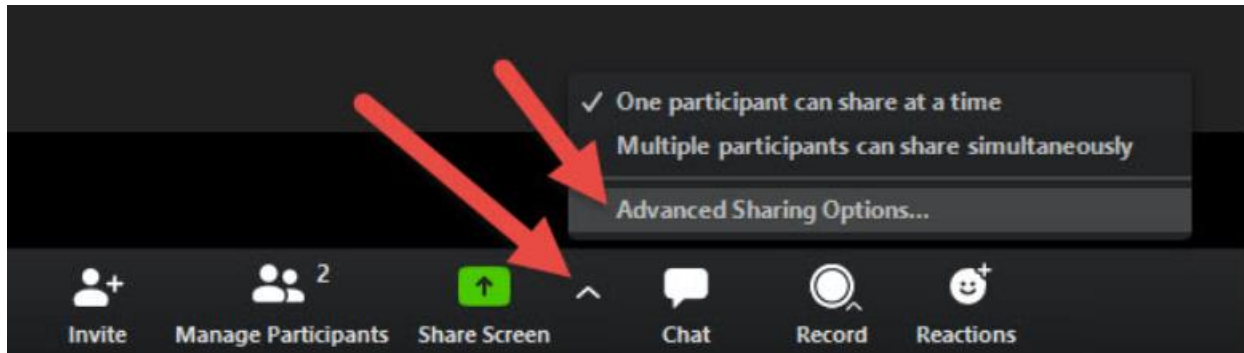 ✓ One participant can share at a time
Multiple participants can share simultaneously
Advanced Sharing Options...
2
Invite
Manage Participants
Share Screen
Chat
Record
Reactions